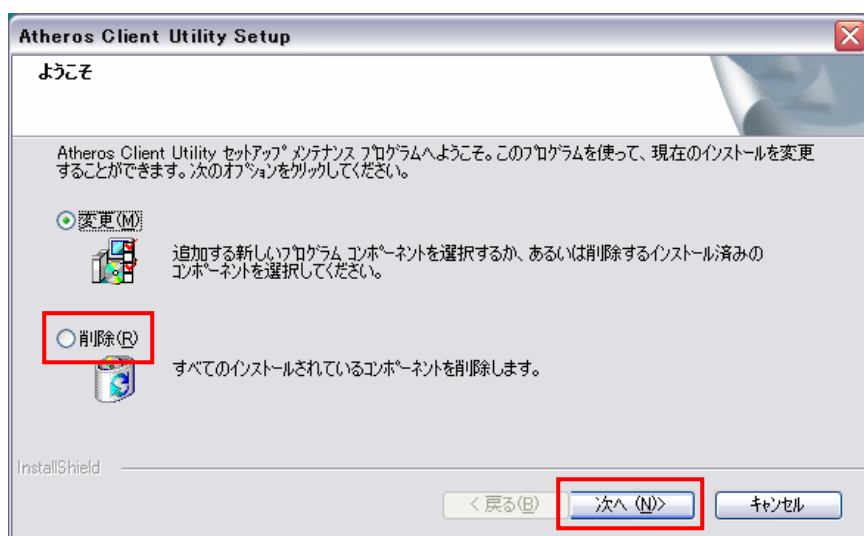 Atheros Client Utility Setup
ようこそ
Atheros Client Utility セットアップ メンテナンス プログラムへようこそ。このプログラムを使って、現在のインストールを変更
することができます。次のオプションをクリックしてください。
変更(M)
追加する新しいプログラム コンポーネントを選択するか、あるいは削除するインストール済みの
コンポーネントを選択してください。
削除(R)
すべてのインストールされているコンポーネントを削除します。
InstallShield
< 戻る(B)
次へ (N)>
キャンセル